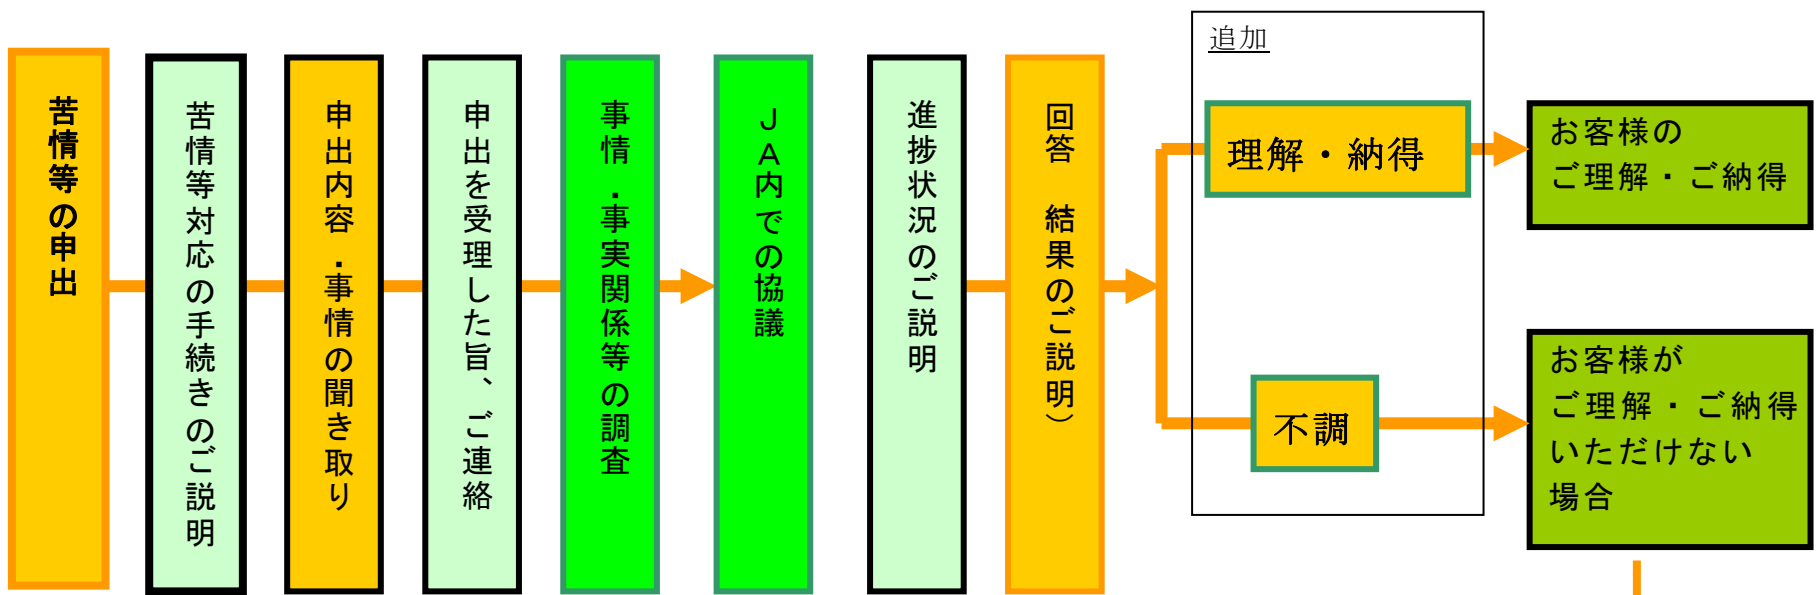 苦情等の申出
苦情等対応の手続きのご説明
申出内容・事情の聞き取り
申出を受理した旨、ご連絡
事情・事実関係等の調査
ＪＡ内での協議
進捗状況のご説明
回答　結果のご説明）
追加
理解・納得
お客様の
ご理解・ご納得
不調
お客様が
ご理解・ご納得
いただけない
場合